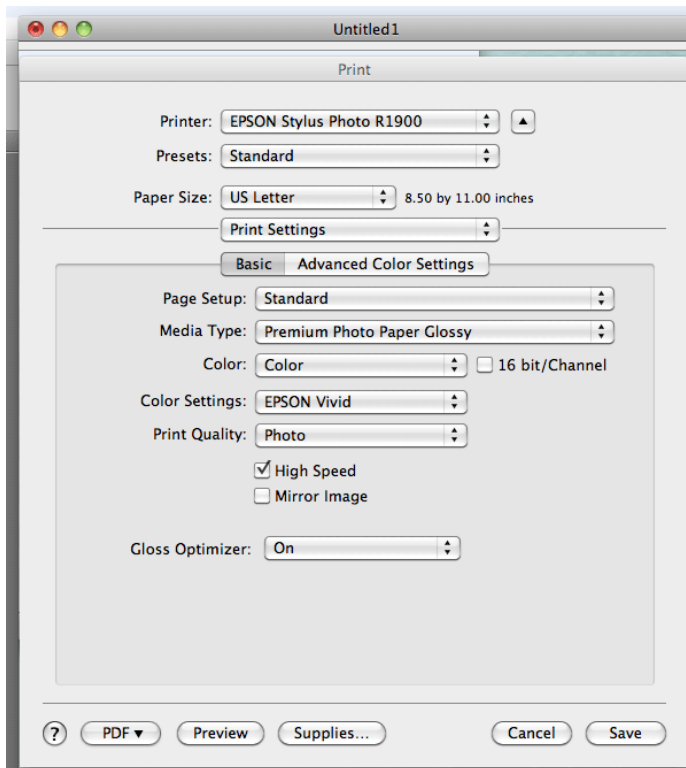 Untitled1
Print
Printer: EPSON Stylus Photo R1900
Presets: Standard
Paper Size: US Letter 8.50 by 11.00 inches
Print Settings
Basic Advanced Color Settings
Page Setup: Standard
Media Type: Premium Photo Paper Glossy
Color: Color 16 bit/Channel
Color Settings: EPSON Vivid
Print Quality: Photo
High Speed
Mirror Image
Gloss Optimizer: On
? PDF▼ Preview Supplies... Cancel Save